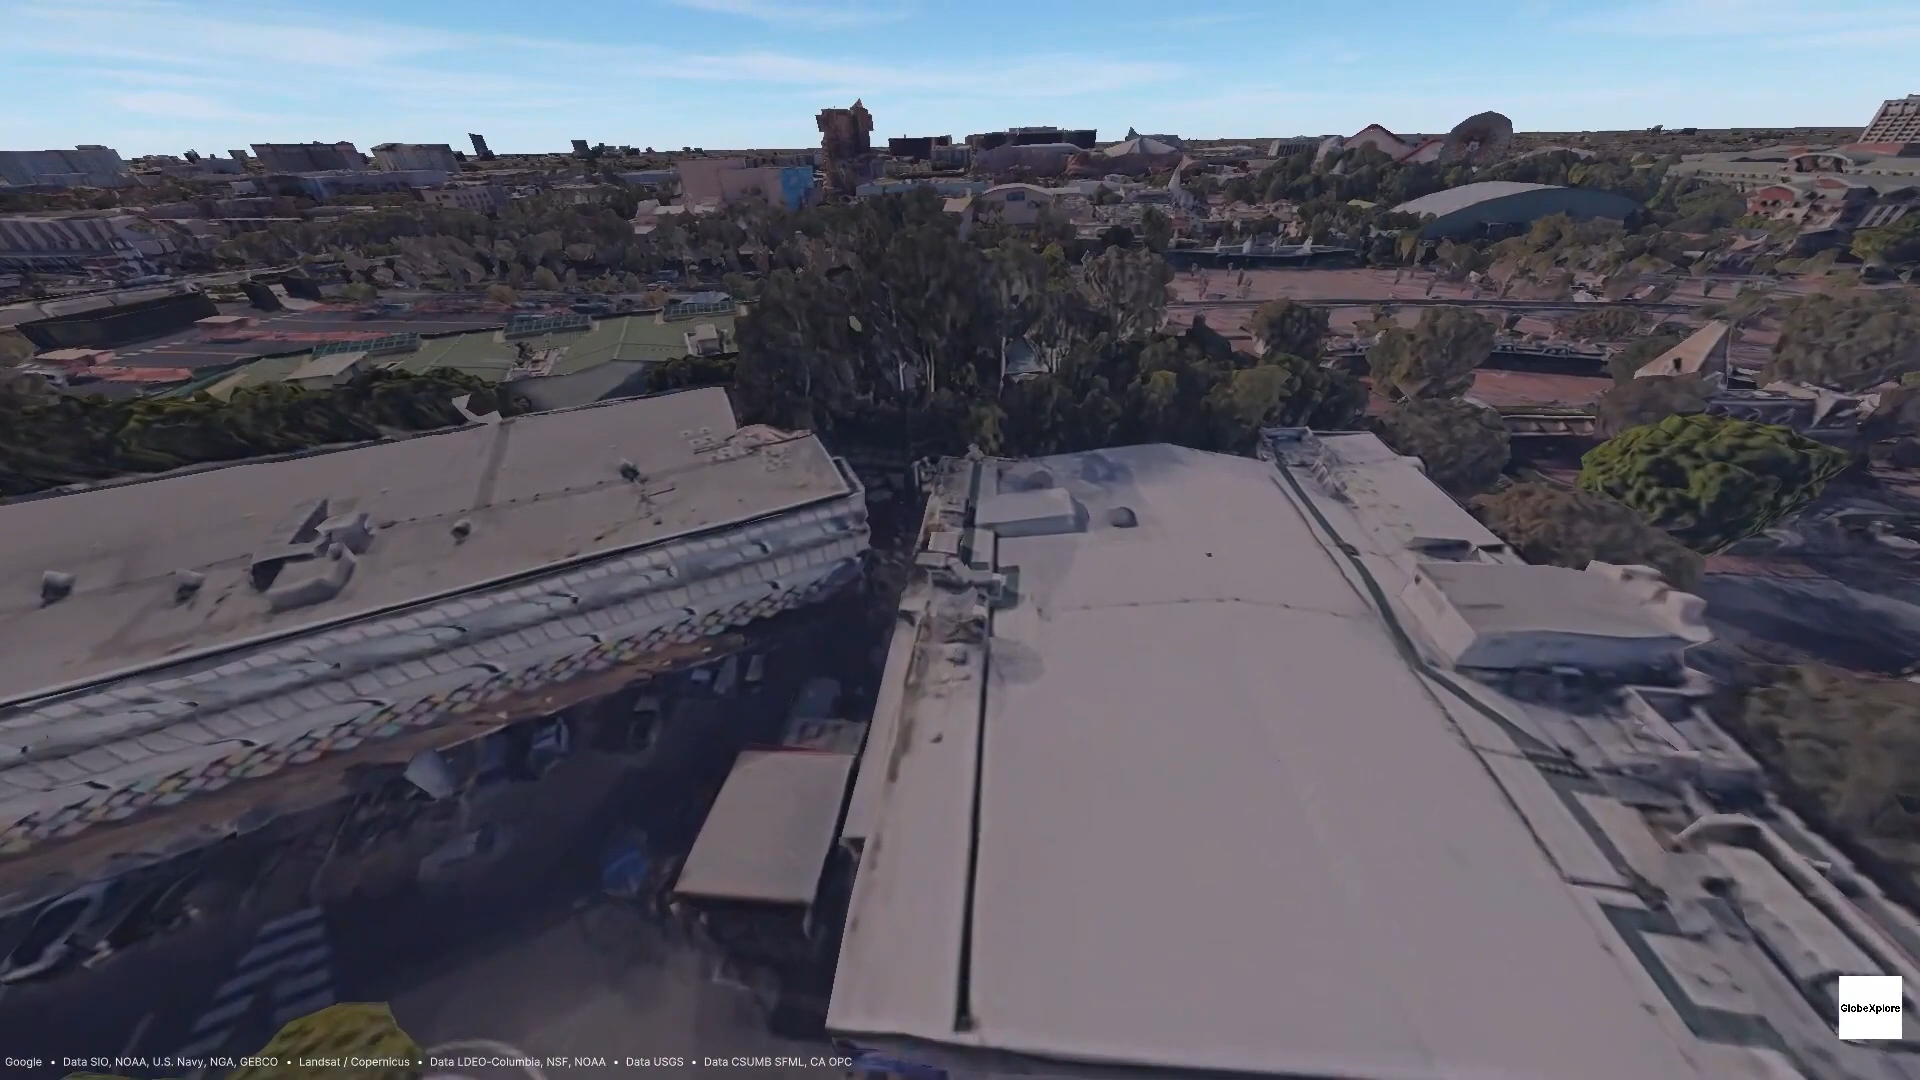 GlobeXplore
Google • Data SIO, NOAA, U.S. Navy, NGA, GEBCO • Landsat / Copernicus • Data LDEO-Columbia, NSF, NOAA • Data USGS • Data CSUMB SFML, CA OPC